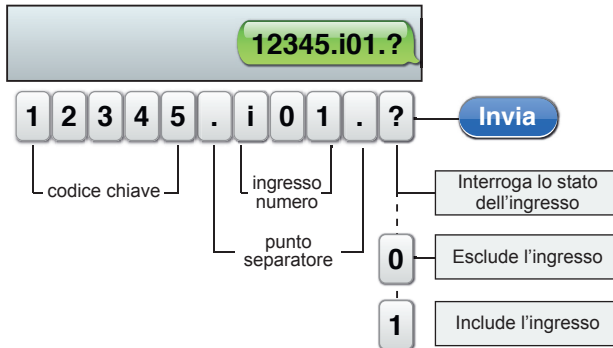 12345.i01.?
1 2 3 4 5 . i 0 1 . ?
Invia
codice chiave
ingresso
numero
punto
separatore
Interroga lo stato
dell'ingresso
0
Esclude l'ingresso
1
Include l'ingresso